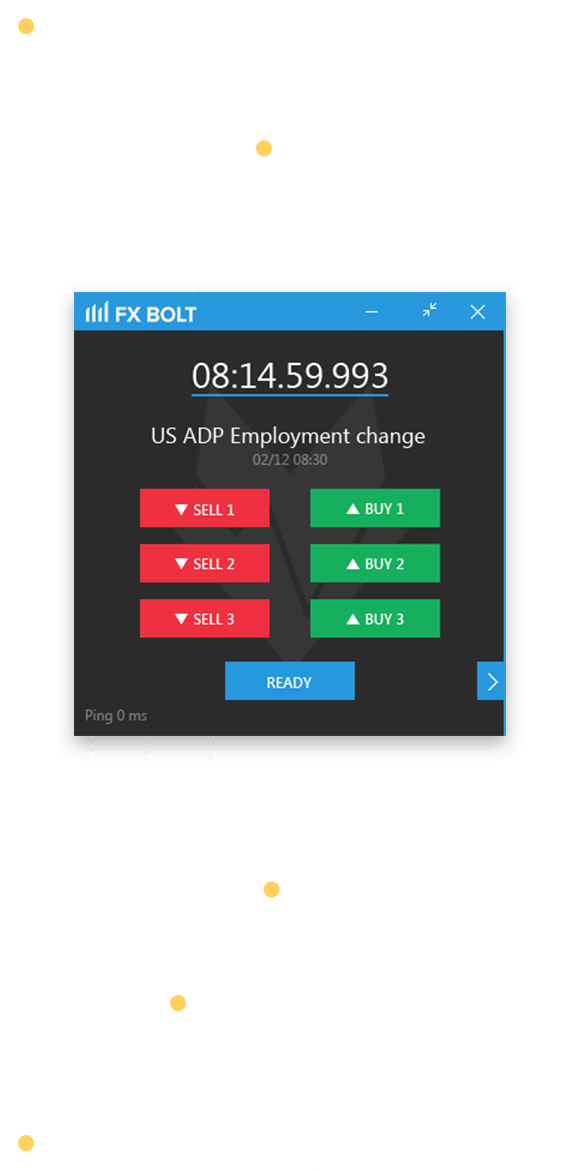 FX BOLT
08:14.59.993
US ADP Employment change
02/12 08:30
▼ SELL 1 ▲ BUY 1
▼ SELL 2 ▲ BUY 2
▼ SELL 3 ▲ BUY 3
READY
Ping 0 ms